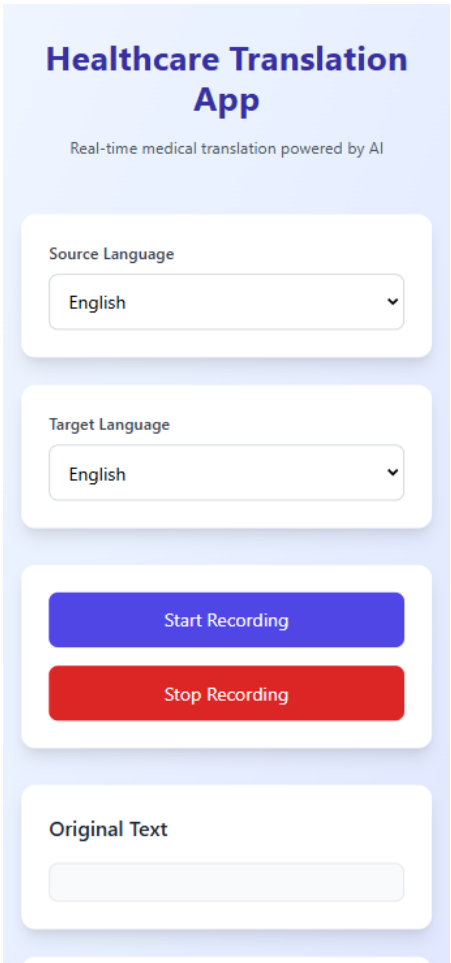 Healthcare Translation
App
Real-time medical translation powered by AI
Source Language
English
Target Language
English
Start Recording
Stop Recording
Original Text